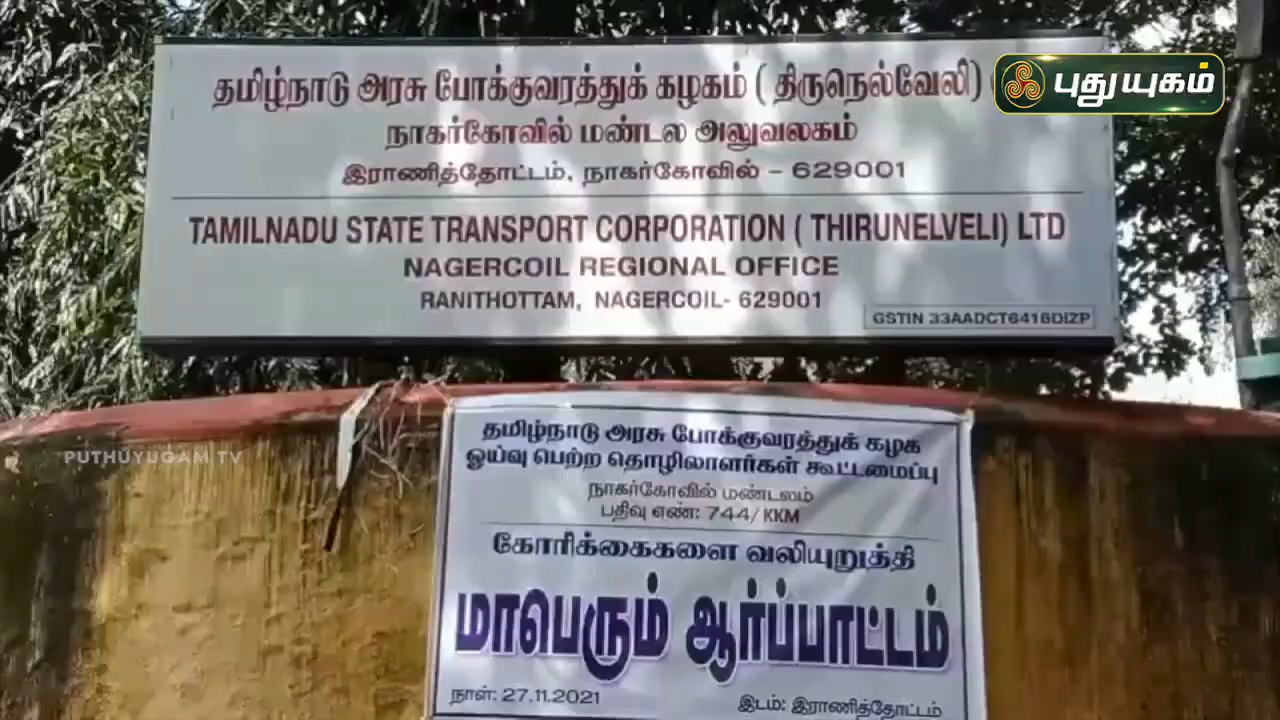 தமிழ்நாடு அரசு போக்குவரத்துக் கழகம் ( திருநெல்வேலி)
புதுயுகம்
நாகர்கோவில் மண்டல அலுவலகம்
இராணித்தோட்டம், நாகர்கோவில் - 629001
TAMILNADU STATE TRANSPORT CORPORATION ( THIRUNELVELI) LTD
NAGERCOIL REGIONAL OFFICE
RANITHOTTAM, NAGERCOIL- 629001
GSTIN 33AADCT6416DIZP
PUTHUYUGAM TV
தமிழ்நாடு அரசு போக்குவரத்துக் கழக
ஓய்வு பெற்ற தொழிலாளர்கள் கூட்டமைப்பு
நாகர்கோவில் மண்டலம்
பதிவு எண்: 744/ KKM
கோரிக்கைகளை வலியுறுத்தி
மாபெரும் ஆர்ப்பாட்டம்
நாள்: 27.11.2021
இடம்: இராணித்தோட்டம்